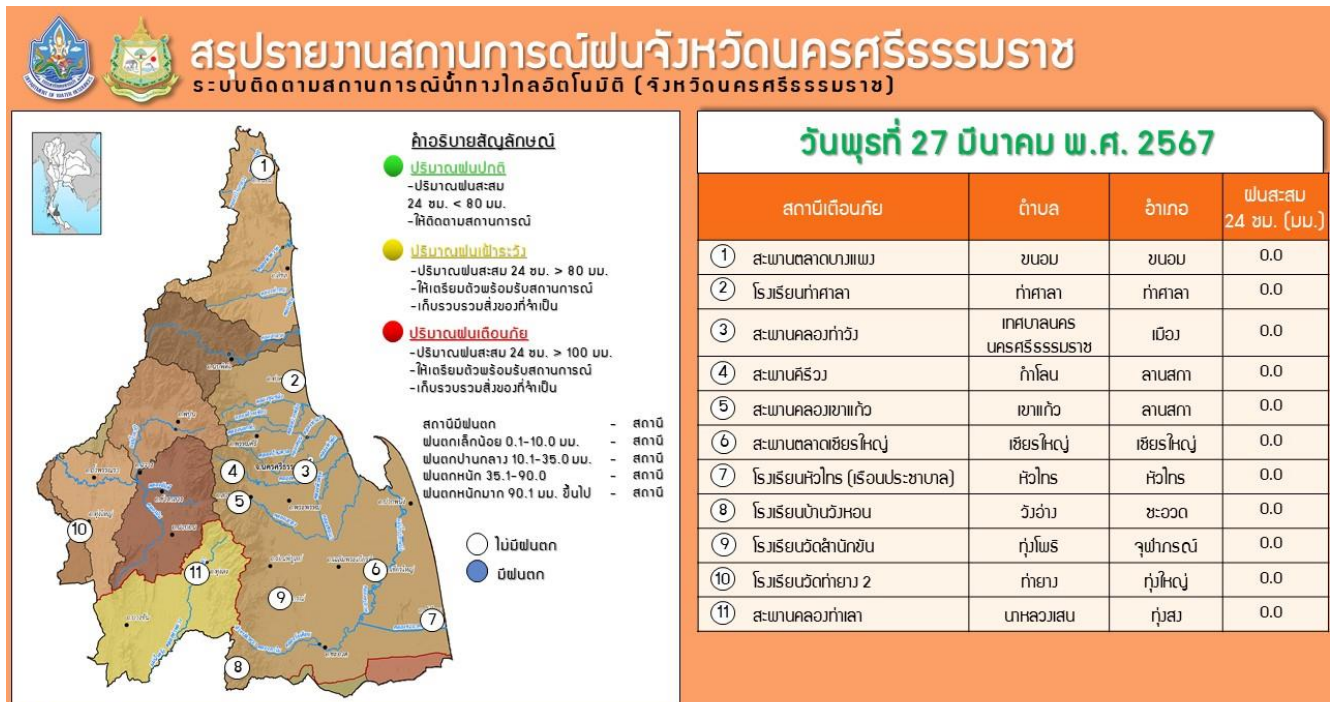 สรุปรายงานสถานการณ์ฝนจังหวัดนครศรีธรรมราช
ระบบติดตามสถานการณ์น้ำทางไกลอัตโนมัติ (จังหวัดนครศรีธรรมราช)
คำอธิบายสัญลักษณ์
ปริมาณฝนปกติ
-ปริมาณฝนสะสม
24 ชม. < 80 มม.
-ให้ติดตามสถานการณ์
ปริมาณฝนเฝ้าระวัง
-ปริมาณฝนสะสม 24 ชม. > 80 มม.
-ให้เตรียมตัวพร้อมรับสถานการณ์
-เก็บรวบรวมสิ่งของที่จำเป็น
ปริมาณฝนเตือนภัย
-ปริมาณฝนสะสม 24 ชม. > 100 มม.
-ให้เตรียมตัวพร้อมรับสถานการณ์
-เก็บรวบรวมสิ่งของที่จำเป็น
สถานีมีฝนตก - สถานี
ฝนตกเล็กน้อย 0.1-10.0 มม. - สถานี
ฝนตกปานกลาง 10.1-35.0 มม. - สถานี
ฝนตกหนัก 35.1-90.0 - สถานี
ฝนตกหนักมาก 90.1 มม. ขึ้นไป - สถานี
ไม่มีฝนตก
มีฝนตก
1
2
3
4
5
6
7
8
9
10
11
วันพุธที่ 27 มีนาคม พ.ศ. 2567
สถานีเตือนภัย ตำบล อำเภอ ฝนสะสม
24 ชม. (มม.)
1 สะพานตลาดบางแพง ขนอม ขนอม 0.0
2 โรงเรียนท่าศาลา ท่าศาลา ท่าศาลา 0.0
3 สะพานคลองท่าวัง เทศบาลนคร
นครศรีธรรมราช เมือง 0.0
4 สะพานคีรีวง กำโลน ลานสกา 0.0
5 สะพานคลองเขาแก้ว เขาแก้ว ลานสกา 0.0
6 สะพานตลาดเชียรใหญ่ เชียรใหญ่ เชียรใหญ่ 0.0
7 โรงเรียนหัวไทร (เรือนประชาบาล) หัวไทร หัวไทร 0.0
8 โรงเรียนบ้านวังหอน วังอ่าง ชะอวด 0.0
9 โรงเรียนวัดสำนักขัน ทุ่งโพธิ์ จุฬาภรณ์ 0.0
10 โรงเรียนวัดท่ายาง 2 ท่ายาง ทุ่งใหญ่ 0.0
11 สะพานคลองท่าเลา นาหลวงเสน ทุ่งสง 0.0